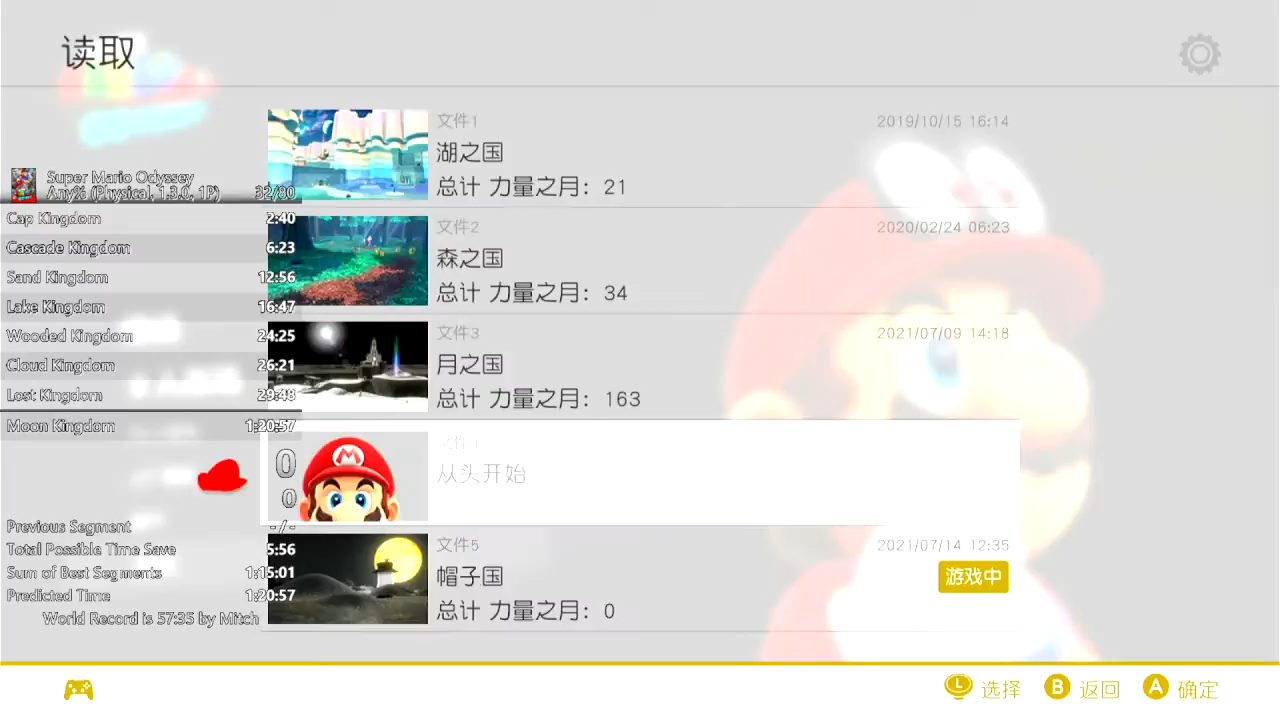 读取
文件1
2019/10/15 16:14
湖之国
总计 力量之月: 21
文件2
2020/02/24 06:23
森之国
总计 力量之月: 34
文件3
2021/07/09 14:18
月之国
总计 力量之月: 163
从头开始
文件5
2021/07/14 12:35
帽子国
游戏中
总计 力量之月: 0
Super Mario Odyssey
Any% (Physical, 1.3.0, 1P) 32/80
Cap Kingdom 2:40
Cascade Kingdom 6:23
Sand Kingdom 12:56
Lake Kingdom 16:47
Wooded Kingdom 24:25
Cloud Kingdom 26:21
Lost Kingdom 29:48
Moon Kingdom 1:20:57
0
0
Previous Segment -/-
Total Possible Time Save 5:56
Sum of Best Segments 1:15:01
Predicted Time 1:20:57
World Record is 57:35 by Mitch
L 选择 B 返回 A 确定